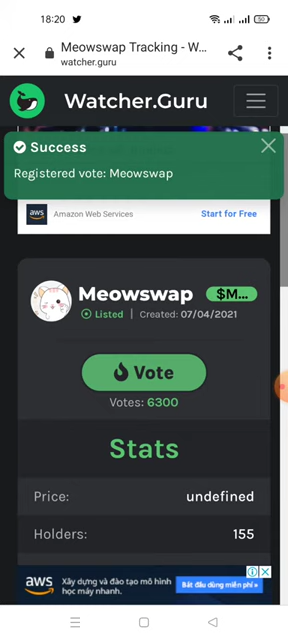 18:20
50
Meowswap Tracking - W...
watcher.guru
Watcher.Guru
Success
Registered vote: Meowswap
aws
Amazon Web Services
Start for Free
Meowswap
$M...
Listed | Created: 07/04/2021
Vote
Votes: 6300
Stats
Price: undefined
Holders: 155
aws
Xây dựng và đào tạo mô hình
học máy nhanh.
Bắt đầu dùng miễn phí »